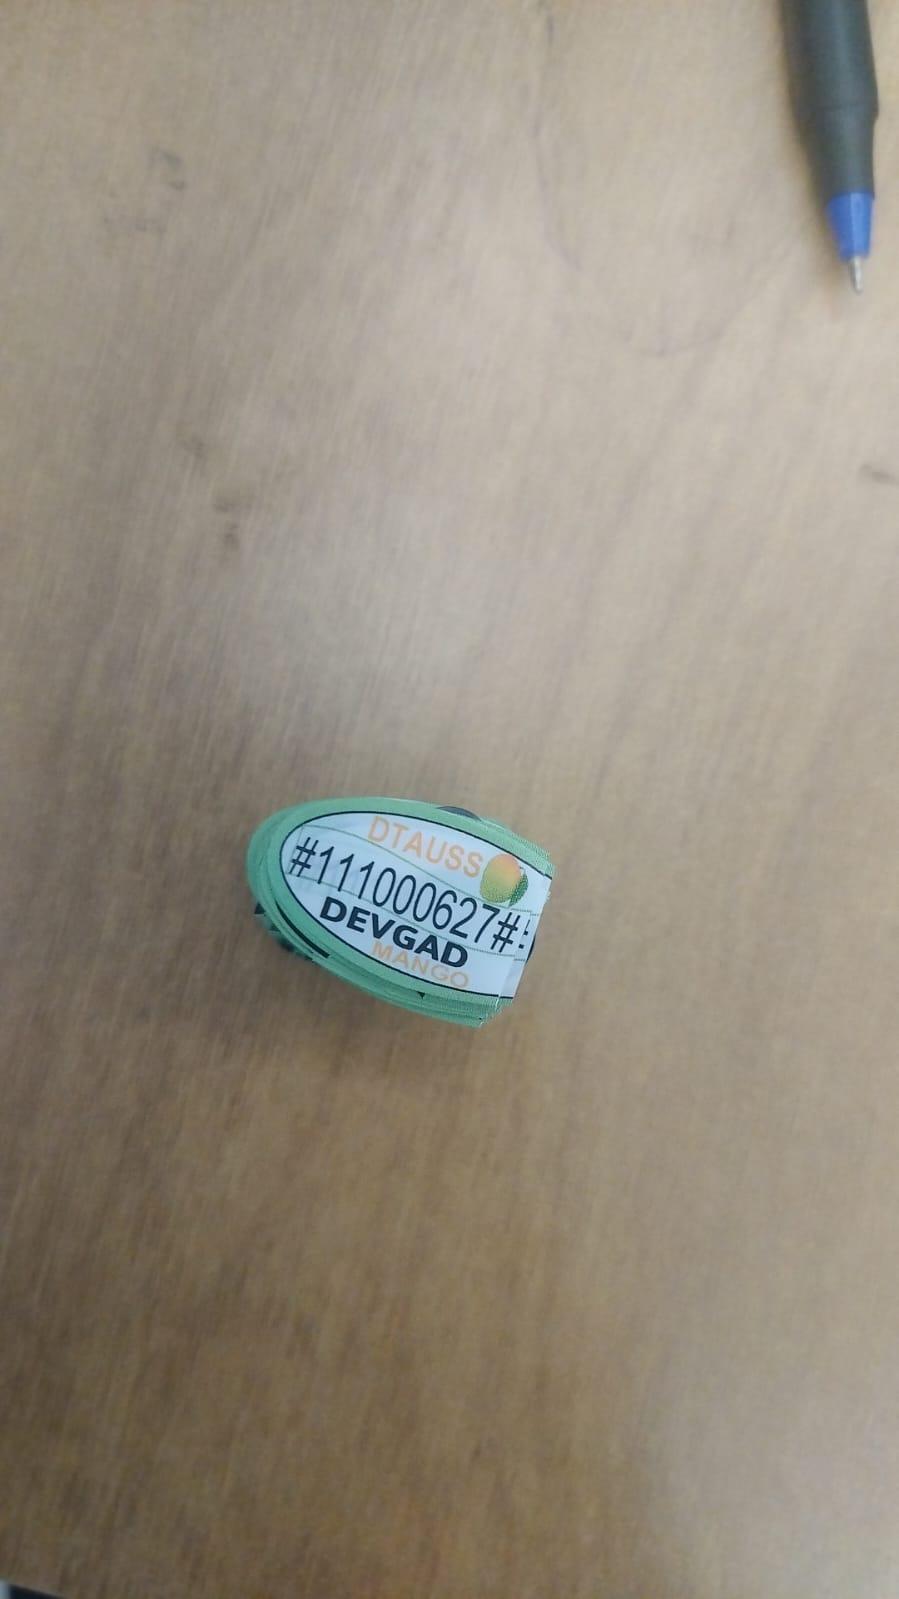 DTAUSS
#111000627#
DEVGAD
MANGO